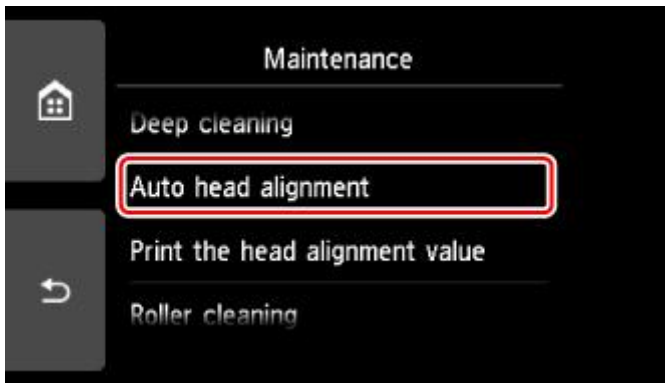 Maintenance
Deep cleaning
Auto head alignment
Print the head alignment value
Roller cleaning